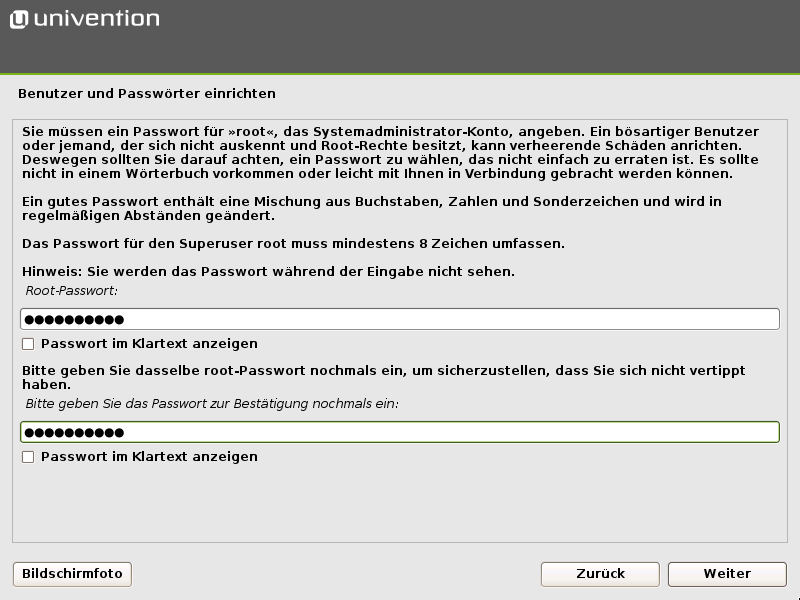 univention
Benutzer und Passwörter einrichten
Sie müssen ein Passwort für »root«, das Systemadministrator-Konto, angeben. Ein bösartiger Benutzer
oder jemand, der sich nicht auskennt und Root-Rechte besitzt, kann verheerende Schäden anrichten.
Deswegen sollten Sie darauf achten, ein Passwort zu wählen, das nicht einfach zu erraten ist. Es sollte
nicht in einem Wörterbuch vorkommen oder leicht mit Ihnen in Verbindung gebracht werden können.
Ein gutes Passwort enthält eine Mischung aus Buchstaben, Zahlen und Sonderzeichen und wird in
regelmäßigen Abständen geändert.
Das Passwort für den Superuser root muss mindestens 8 Zeichen umfassen.
Hinweis: Sie werden das Passwort während der Eingabe nicht sehen.
Root-Passwort:
●●●●●●●●●●
Passwort im Klartext anzeigen
Bitte geben Sie dasselbe root-Passwort nochmals ein, um sicherzustellen, dass Sie sich nicht vertippt
haben.
Bitte geben Sie das Passwort zur Bestätigung nochmals ein:
●●●●●●●●●●
Passwort im Klartext anzeigen
Bildschirmfoto
Zurück
Weiter